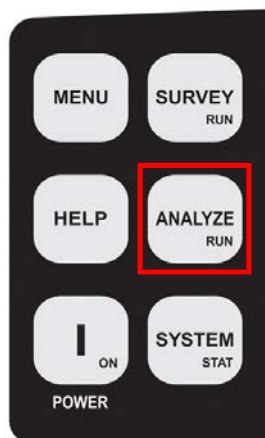 MENU
SURVEY
RUN
HELP
ANALYZE
RUN
I
ON
SYSTEM
STAT
POWER